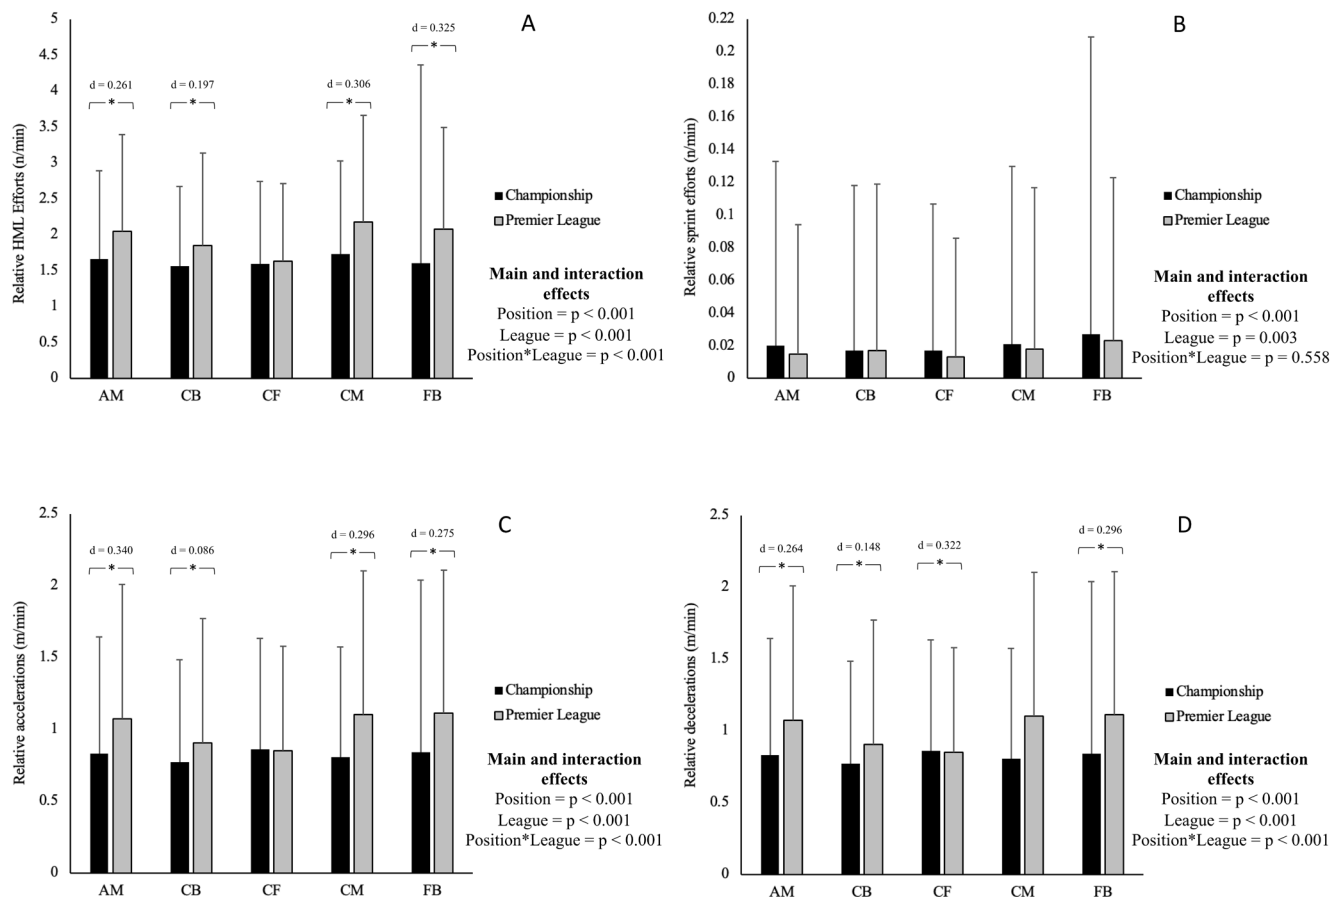 A
Relative HML Efforts (n/min)
5
4.5
4
3.5
3
2.5
2
1.5
1
0.5
0
d = 0.261
*
d = 0.197
*
d = 0.306
*
d = 0.325
*
AM CB CF CM FB
Championship
Premier League
Main and interaction
effects
Position = p < 0.001
League = p < 0.001
Position*League = p < 0.001
B
Relative sprint efforts (n/min)
0.22
0.2
0.18
0.16
0.14
0.12
0.1
0.08
0.06
0.04
0.02
0
AM CB CF CM FB
Championship
Premier League
Main and interaction
effects
Position = p < 0.001
League = p = 0.003
Position*League = p = 0.558
C
Relative accelerations (m/min)
2.5
2
1.5
1
0.5
0
d = 0.340
*
d = 0.086
*
d = 0.296
*
d = 0.275
*
AM CB CF CM FB
Championship
Premier League
Main and interaction
effects
Position = p < 0.001
League = p < 0.001
Position*League = p < 0.001
D
Relative decelerations (m/min)
2.5
2
1.5
1
0.5
0
d = 0.264
*
d = 0.148
*
d = 0.322
*
d = 0.296
*
AM CB CF CM FB
Championship
Premier League
Main and interaction
effects
Position = p < 0.001
League = p < 0.001
Position*League = p < 0.001